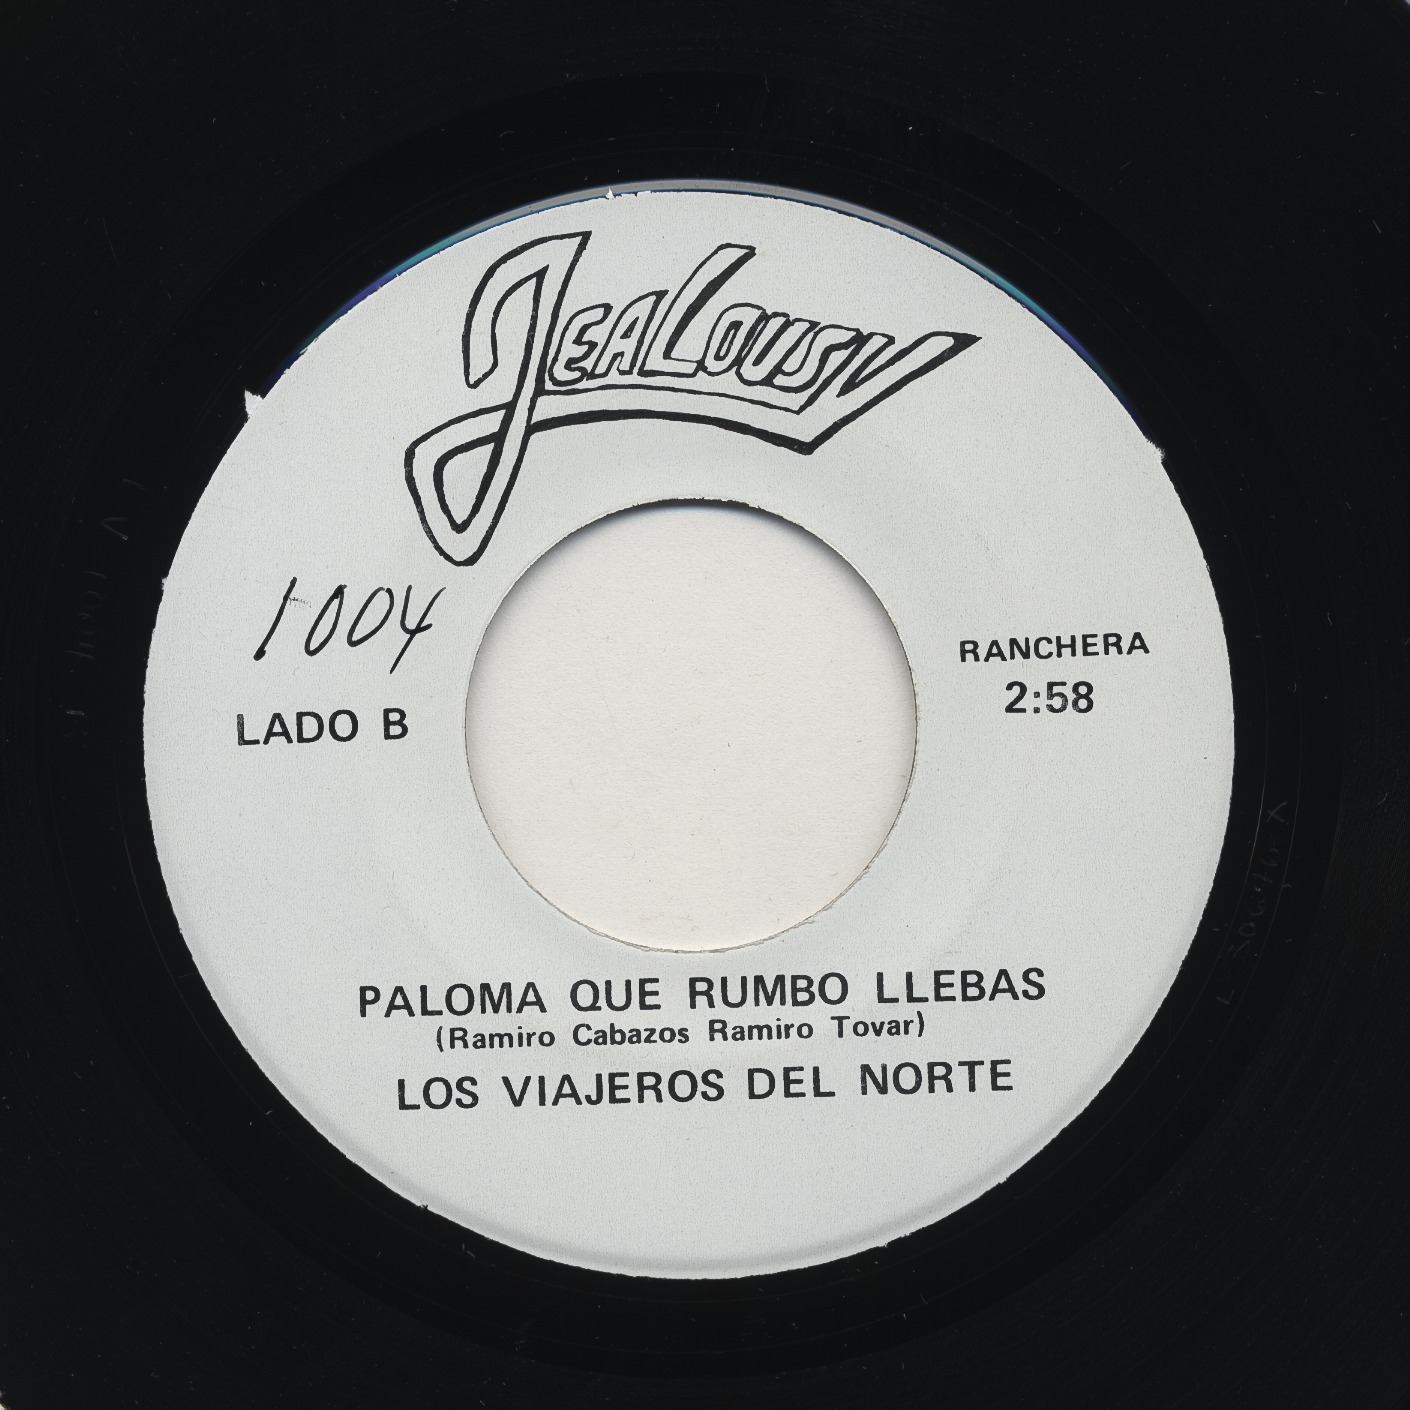 JEALOUSY
1004
LADO B
RANCHERA
2:58
PALOMA QUE RUMBO LLEBAS
(Ramiro Cabazos Ramiro Tovar)
LOS VIAJEROS DEL NORTE